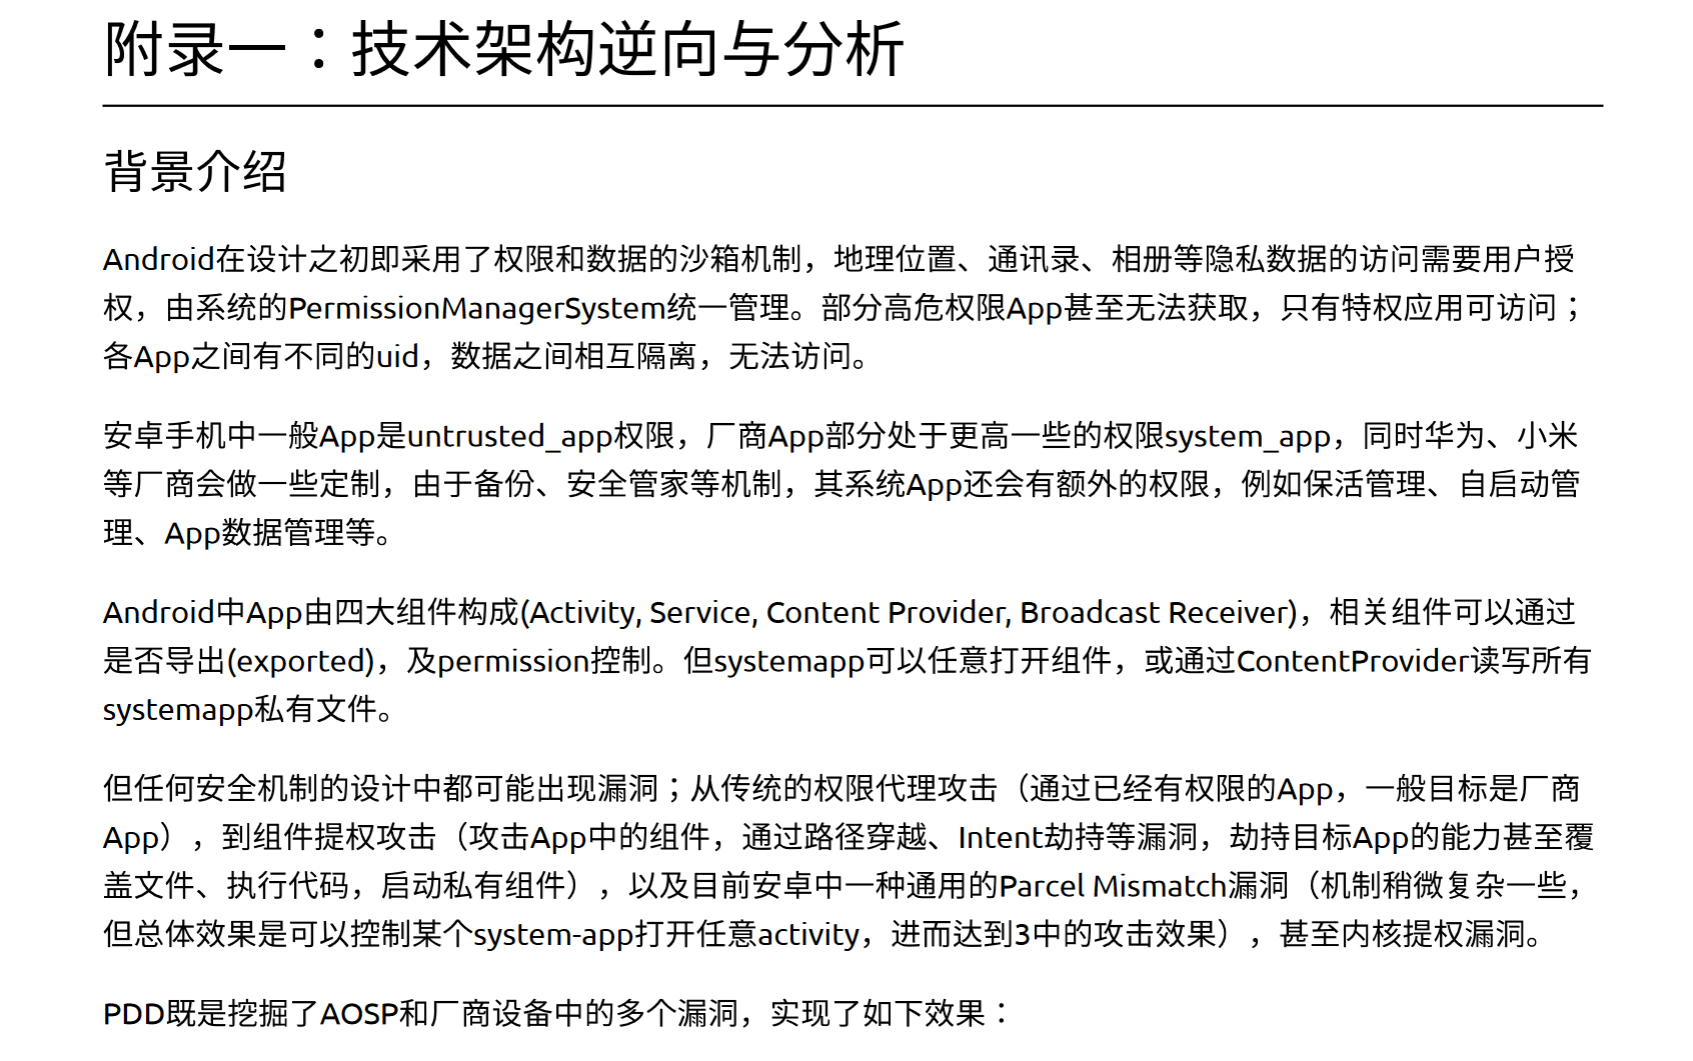 附录一：技术架构逆向与分析
背景介绍
Android在设计之初即采用了权限和数据的沙箱机制，地理位置、通讯录、相册等隐私数据的访问需要用户授
权，由系统的PermissionManagerSystem统一管理。部分高危权限App甚至无法获取，只有特权应用可访问；
各App之间有不同的uid，数据之间相互隔离，无法访问。
安卓手机中一般App是untrusted_app权限，厂商App部分处于更高一些的权限system_app，同时华为、小米
等厂商会做一些定制，由于备份、安全管家等机制，其系统App还会有额外的权限，例如保活管理、自启动管
理、App数据管理等。
Android中App由四大组件构成(Activity, Service, Content Provider, Broadcast Receiver)，相关组件可以通过
是否导出(exported)，及permission控制。但systemapp可以任意打开组件，或通过ContentProvider读写所有
systemapp私有文件。
但任何安全机制的设计中都可能出现漏洞；从传统的权限代理攻击（通过已经有权限的App，一般目标是厂商
App），到组件提权攻击（攻击App中的组件，通过路径穿越、Intent劫持等漏洞，劫持目标App的能力甚至覆
盖文件、执行代码，启动私有组件），以及目前安卓中一种通用的Parcel Mismatch漏洞（机制稍微复杂一些，
但总体效果是可以控制某个system-app打开任意activity，进而达到3中的攻击效果），甚至内核提权漏洞。
PDD既是挖掘了AOSP和厂商设备中的多个漏洞，实现了如下效果：